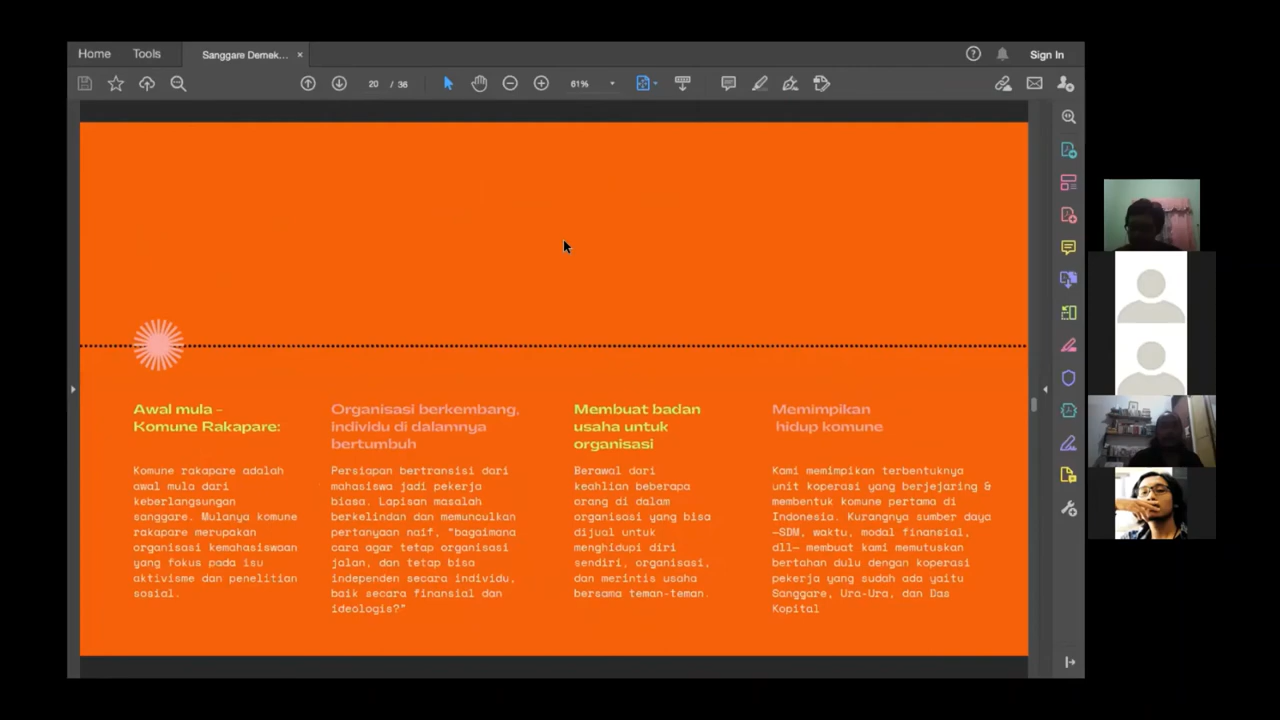 Home Tools Sanggare Demek... ×
Sign In
20 / 36
61%
Awal mula –
Komune Rakapare:
Komune rakapare adalah
awal mula dari
keberlangsungan
sanggare. Mulanya komune
rakapare merupakan
organisasi kemahasiswaan
yang fokus pada isu
aktivisme dan penelitian
sosial.
Organisasi berkembang,
individu di dalamnya
bertumbuh
Persiapan bertransisi dari
mahasiswa jadi pekerja
biasa. Lapisan masalah
berkelindan dan memunculkan
pertanyaan naif, "bagaimana
cara agar tetap organisasi
jalan, dan tetap bisa
independen secara individu,
baik secara finansial dan
ideologis?"
Membuat badan
usaha untuk
organisasi
Berawal dari
keahlian beberapa
orang di dalam
organisasi yang bisa
dijual untuk
menghidupi diri
sendiri, organisasi,
dan merintis usaha
bersama teman-teman.
Memimpikan
hidup komune
Kami memimpikan terbentuknya
unit koperasi yang berjejaring &
membentuk komune pertama di
Indonesia. Kurangnya sumber daya
—SDM, waktu, modal finansial,
dll— membuat kami memutuskan
bertahan dulu dengan koperasi
pekerja yang sudah ada yaitu
Sanggare, Ura-Ura, dan Das
Kopital